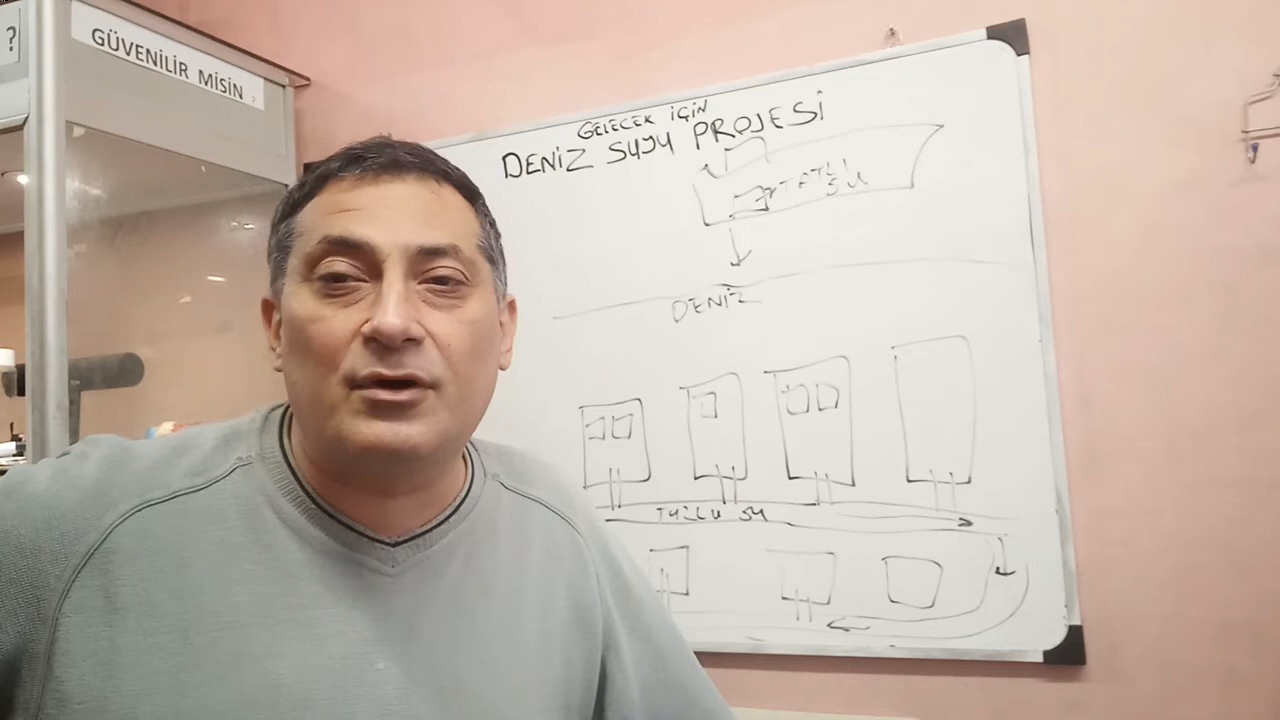 ?
GÜVENİLİR MİSİN ?
GELECEK İÇİN
DENİZ SUYU PROJESİ
TATLI
SU
DENİZ
TUZLU SU